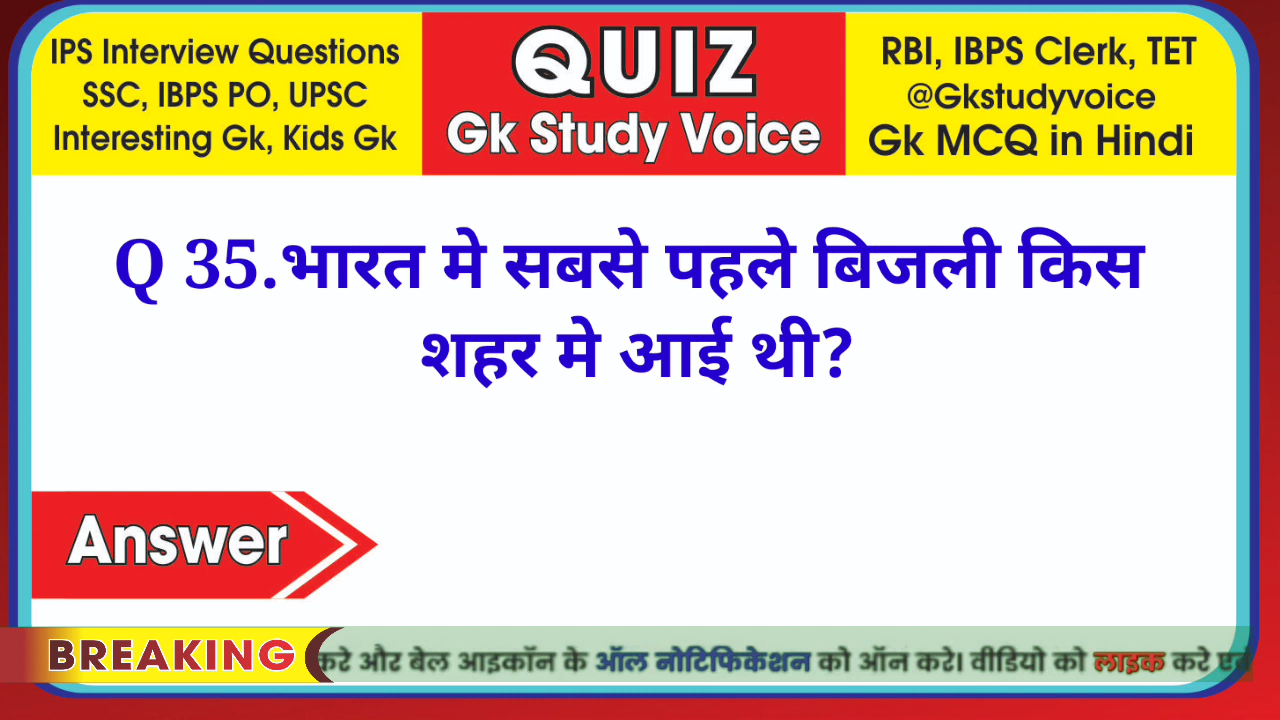 IPS Interview Questions
SSC, IBPS PO, UPSC
Interesting Gk, Kids Gk
QUIZ
Gk Study Voice
RBI, IBPS Clerk, TET
@Gkstudyvoice
Gk MCQ in Hindi
Q 35.भारत मे सबसे पहले बिजली किस
शहर मे आई थी?
Answer
BREAKING
करे और बेल आइकॉन के ऑल नोटिफिकेशन को ऑन करे। वीडियो को लाइक करे